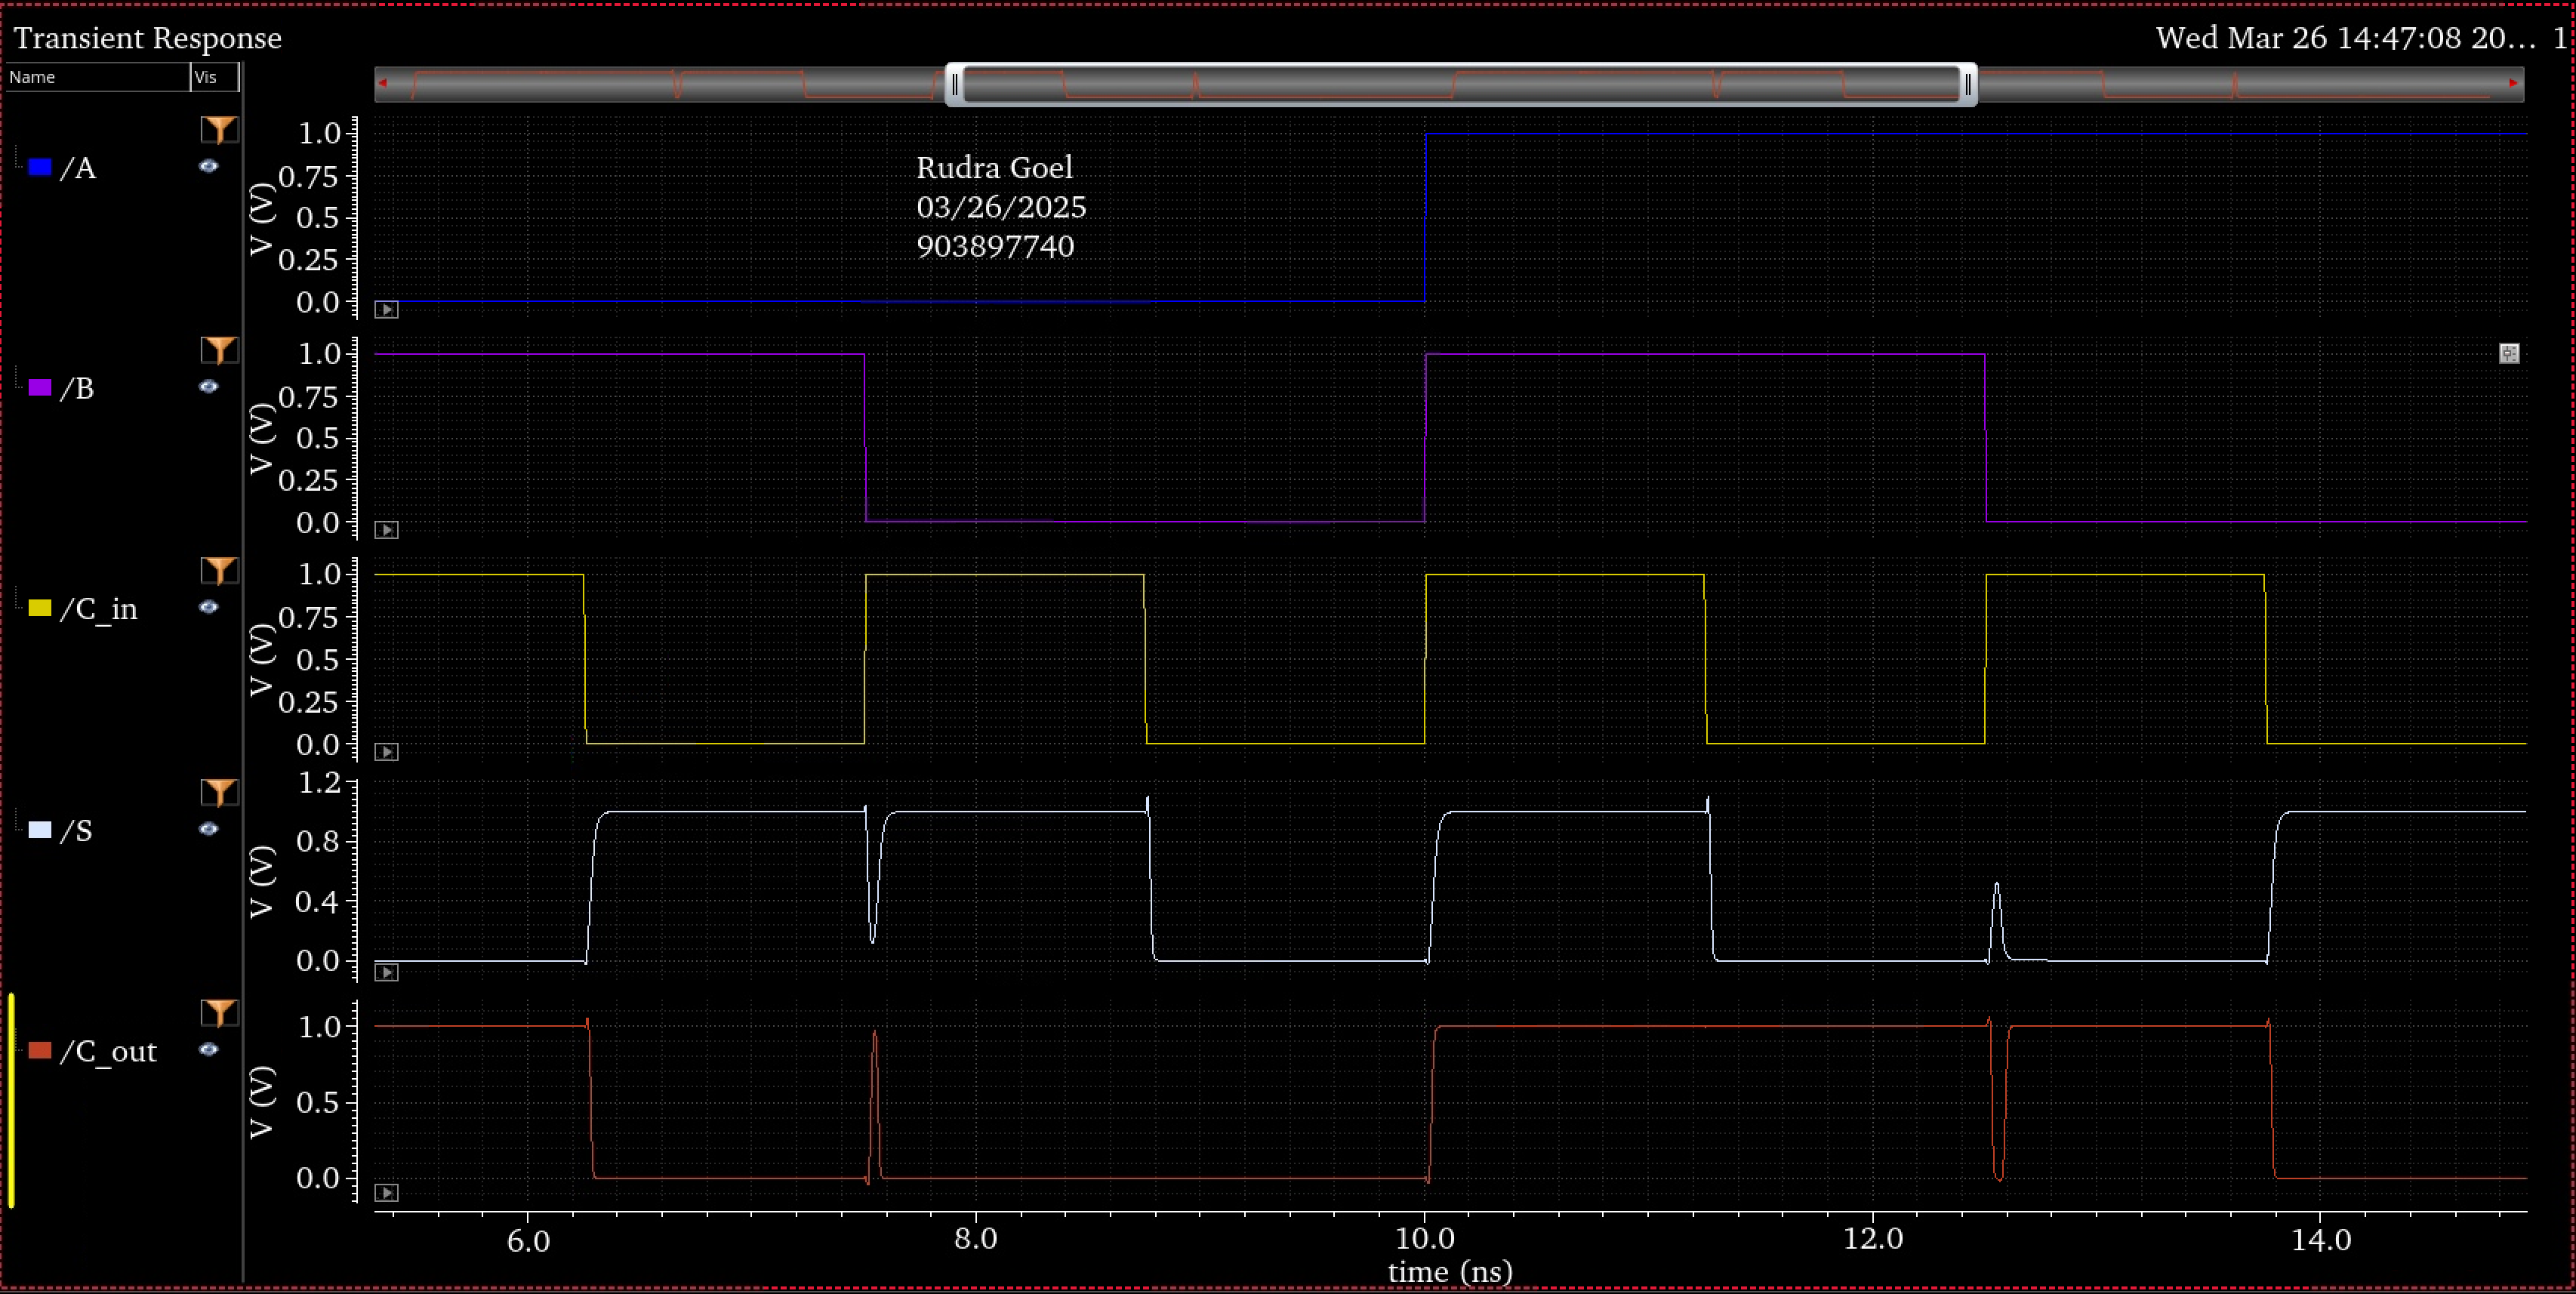 Transient Response
Wed Mar 26 14:47:08 20... 1
Name Vis
/A
V (V)
1.0
0.75
0.5
0.25
0.0
Rudra Goel
03/26/2025
903897740
/B
V (V)
1.0
0.75
0.5
0.25
0.0
/C_in
V (V)
1.0
0.75
0.5
0.25
0.0
/S
V (V)
1.2
0.8
0.4
0.0
/C_out
V (V)
1.0
0.5
0.0
6.0 8.0 10.0 12.0 14.0
time (ns)